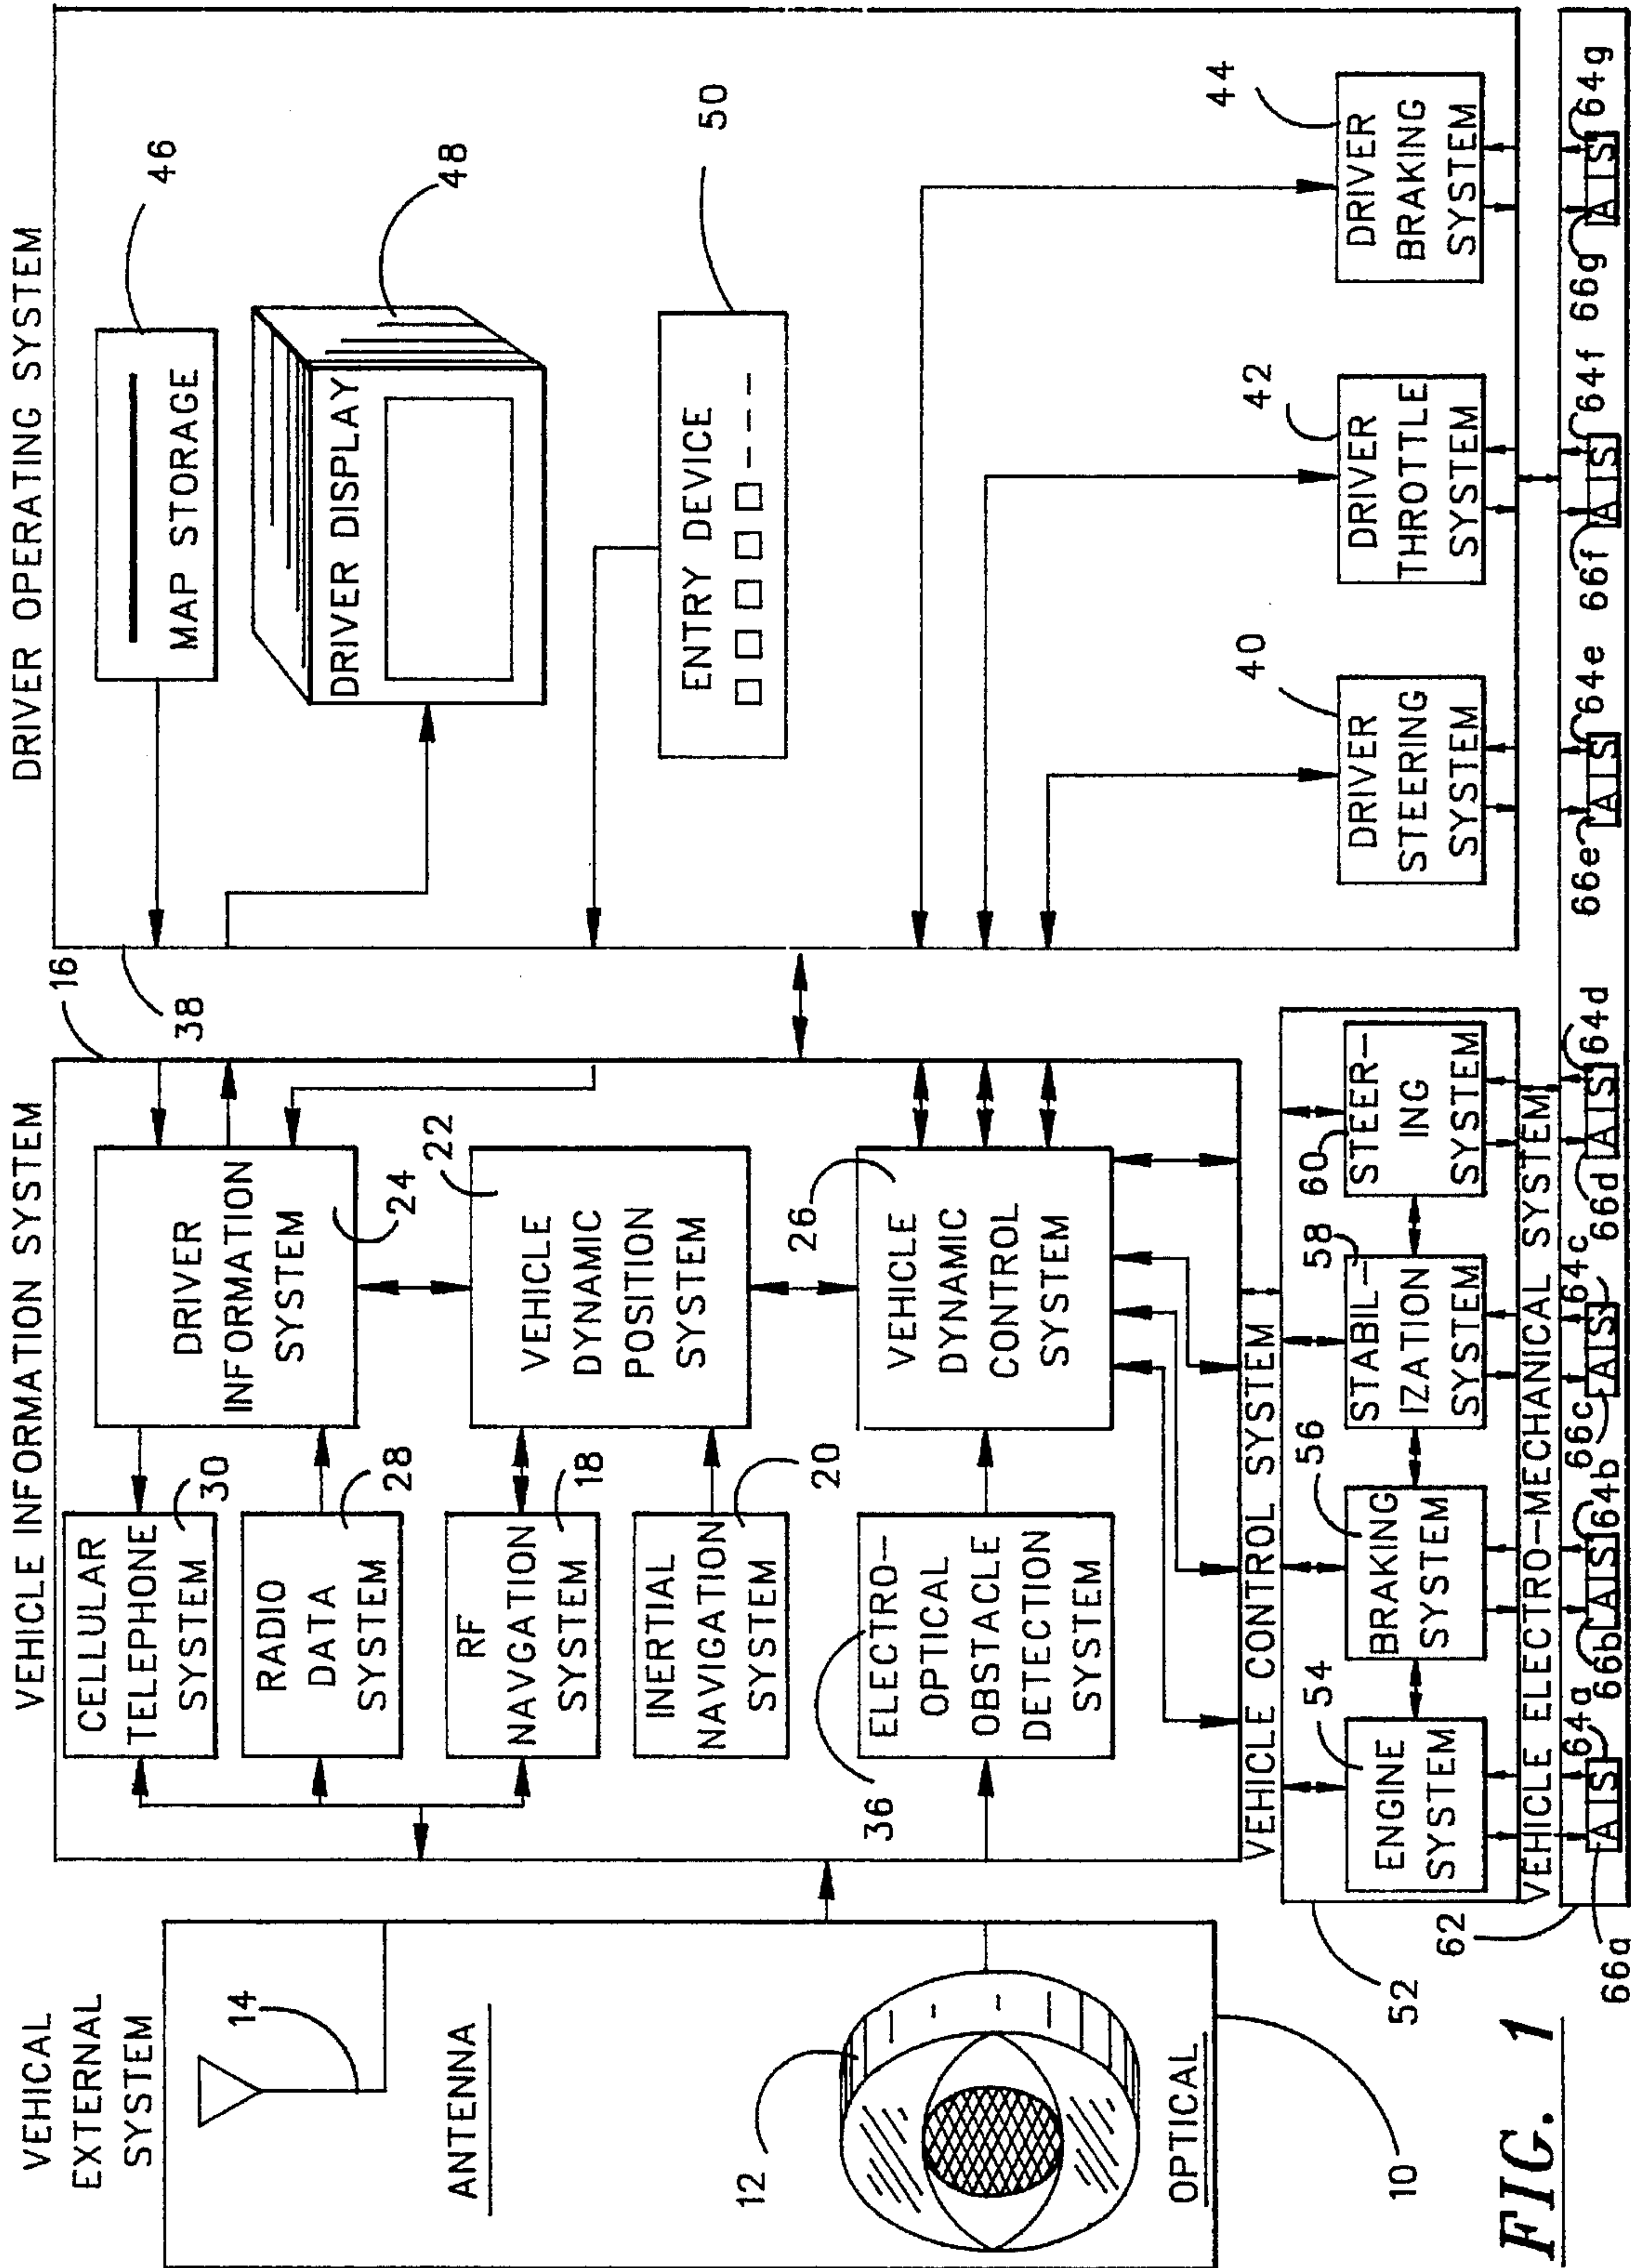 VEHICAL
EXTERNAL
SYSTEM
14
ANTENNA
12
OPTICAL
10
VEHICLE INFORMATION SYSTEM
16
CELLULAR
TELEPHONE
SYSTEM
30
RADIO
DATA
SYSTEM
28
RF
NAVGATION
SYSTEM
18
INERTIAL
NAVIGATION
SYSTEM
20
ELECTRO-
OPTICAL
OBSTACLE
DETECTION
SYSTEM
36
DRIVER
INFORMATION
SYSTEM
24
22
VEHICLE
DYNAMIC
POSITION
SYSTEM
26
VEHICLE
DYNAMIC
CONTROL
SYSTEM
DRIVER OPERATING SYSTEM
38
46
MAP STORAGE
48
DRIVER DISPLAY
50
ENTRY DEVICE
40
DRIVER
STEERING
SYSTEM
42
DRIVER
THROTTLE
SYSTEM
44
DRIVER
BRAKING
SYSTEM
VEHICLE CONTROL SYSTEM
52
54
ENGINE
SYSTEM
56
BRAKING
SYSTEM
58
STABIL-
IZATION
SYSTEM
60
STEER-
ING
SYSTEM
VEHICLE ELECTRO-MECHANICAL SYSTEM
62
66a
A S
64a
66b
A S
64b
66c
A S
64c
66d
A S
64d
66e
A S
64e
66f
A S
64f
66g
A S
64g
FIG. 1